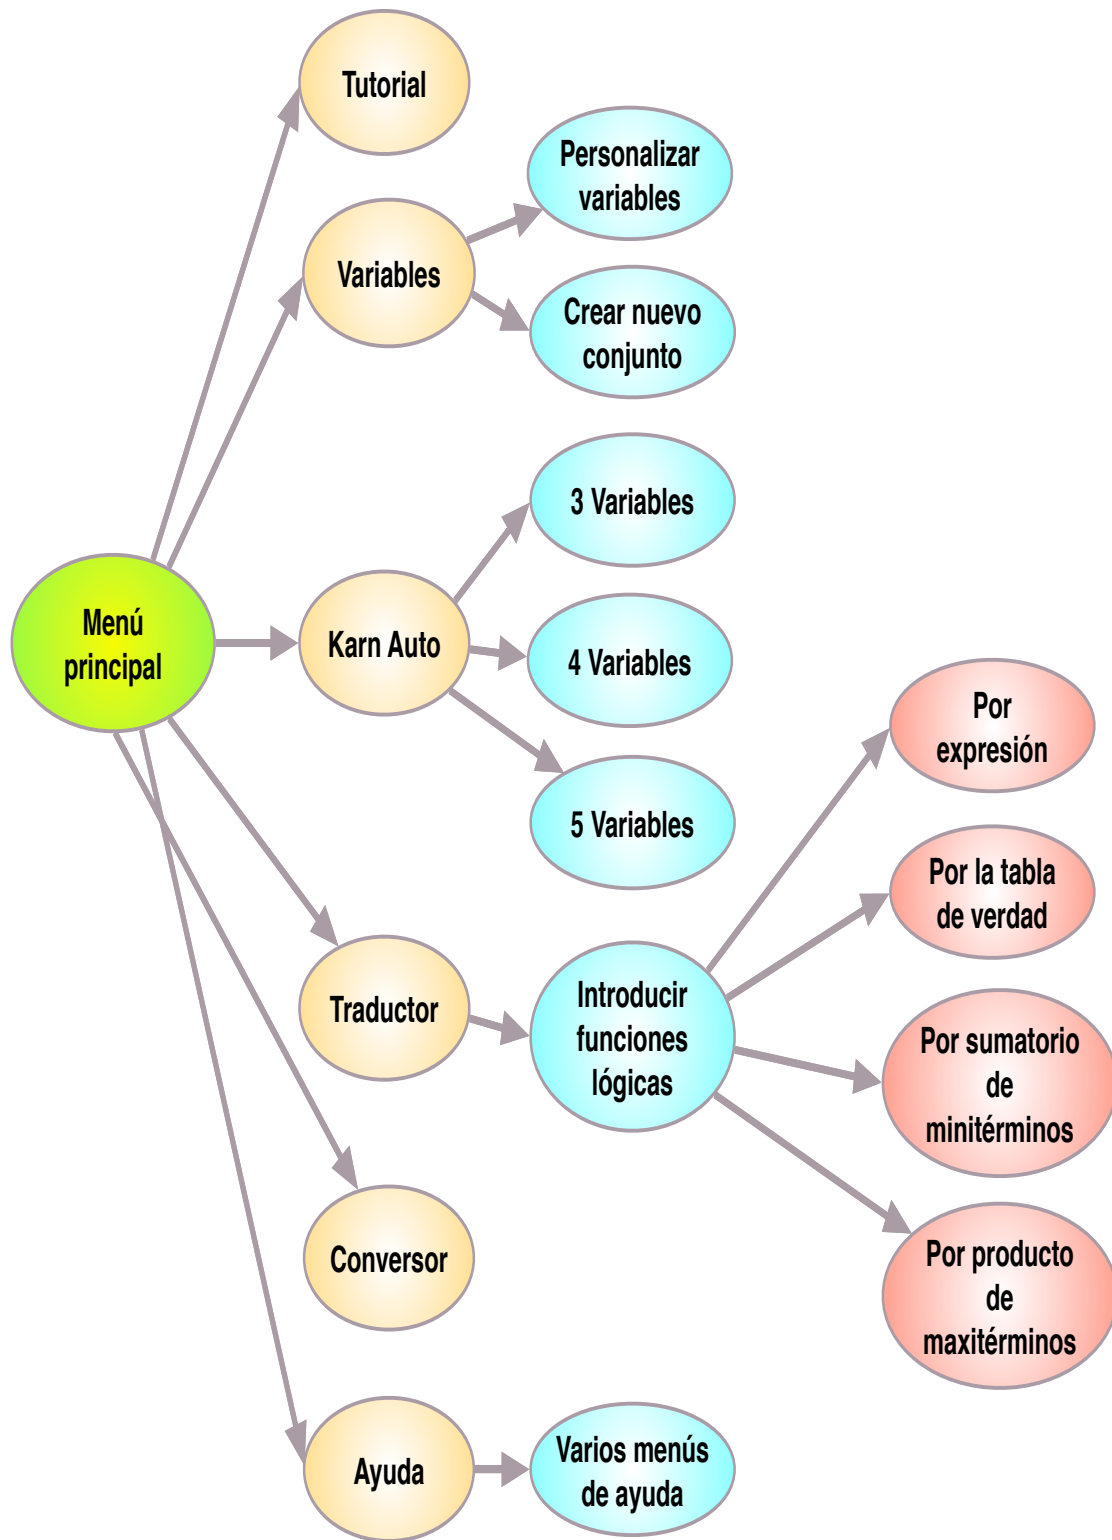 Tutorial
Personalizar
variables
Variables
Crear nuevo
conjunto
3 Variables
Menú
principal
Karn Auto
4 Variables
5 Variables
Por
expresión
Por la tabla
de verdad
Traductor
Introducir
funciones
lógicas
Por sumatorio
de
minitérminos
Conversor
Por producto
de
maxitérminos
Ayuda
Varios menús
de ayuda